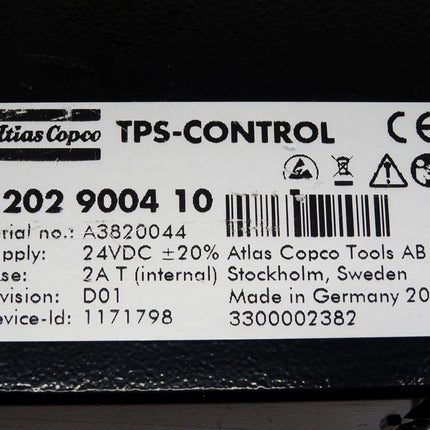 Atlas Copco TPS-CONTROL CE
202 9004 10
rial no.: A3820044
pply: 24VDC ±20% Atlas Copco Tools AB
se: 2A T (internal) Stockholm, Sweden
vision: D01 Made in Germany 20
evice-Id: 1171798 3300002382